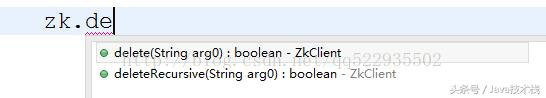 zk.de
delete(String arg0) : boolean - ZkClient
http://blog.csdn.net/qq522935502
deleteRecursive(String arg0) : boolean - ZkClient
头条号 / Java技术栈